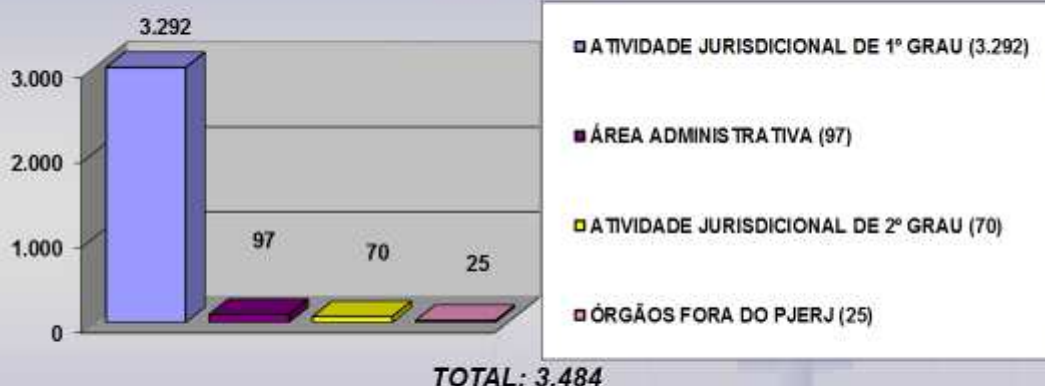 3.292
3.000
2.000
1.000
0
97
70
25
ATIVIDADE JURISDICIONAL DE 1º GRAU (3.292)
ÁREA ADMINISTRATIVA (97)
ATIVIDADE JURISDICIONAL DE 2º GRAU (70)
ÓRGÃOS FORA DO PJERJ (25)
TOTAL: 3.484